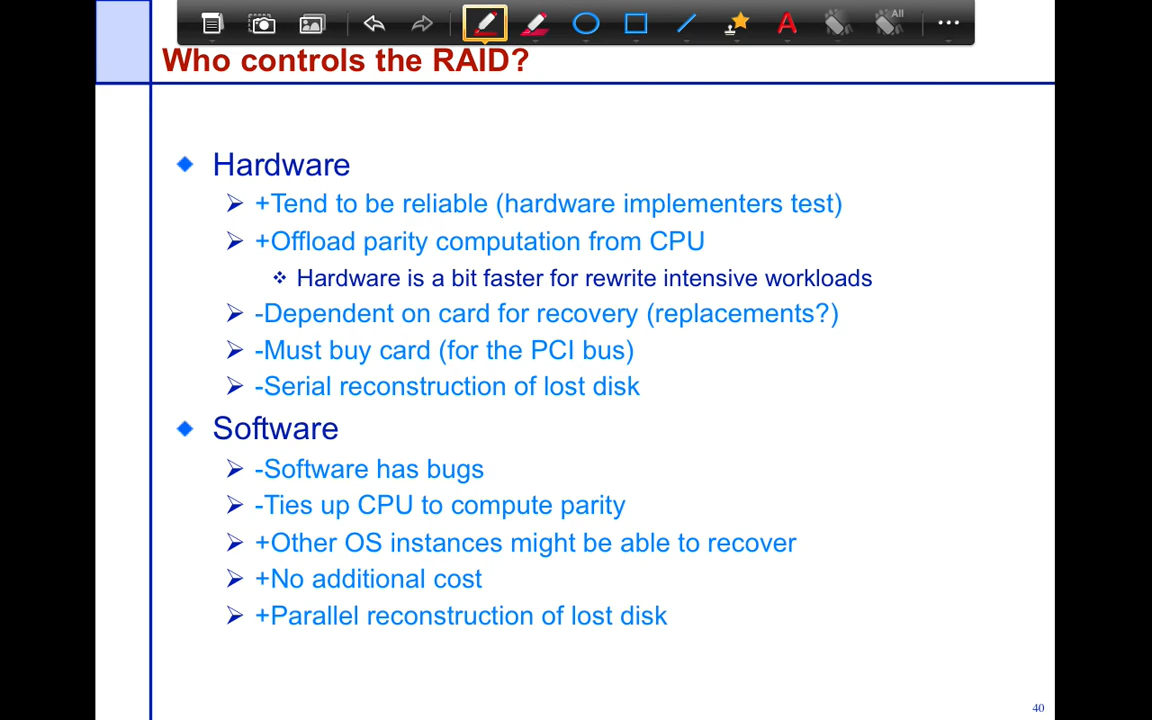 All
A
Who controls the RAID?
Hardware
+Tend to be reliable (hardware implementers test)
+Offload parity computation from CPU
Hardware is a bit faster for rewrite intensive workloads
-Dependent on card for recovery (replacements?)
-Must buy card (for the PCI bus)
-Serial reconstruction of lost disk
Software
-Software has bugs
-Ties up CPU to compute parity
+Other OS instances might be able to recover
+No additional cost
+Parallel reconstruction of lost disk
40